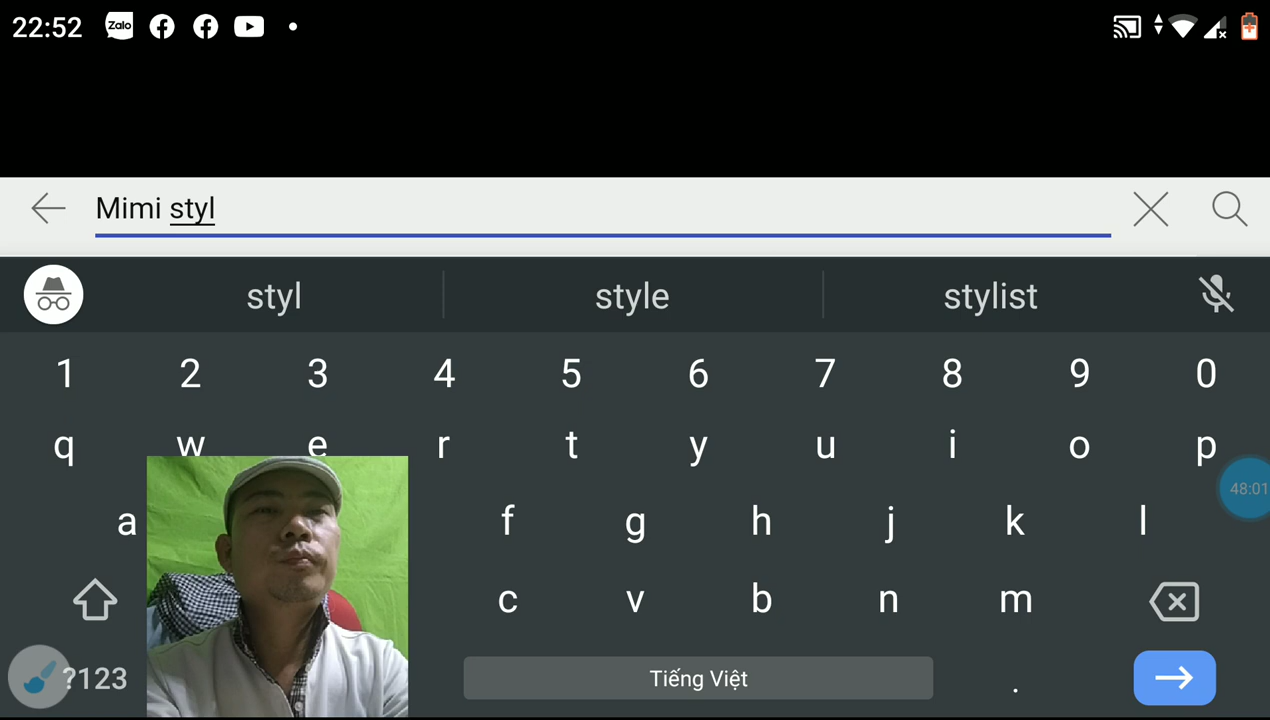 22:52 Zalo
Mimi styl
styl style stylist
1 2 3 4 5 6 7 8 9 0
q w e r t y u i o p
48:01
a f g h j k l
c v b n m
?123 Tiếng Việt .